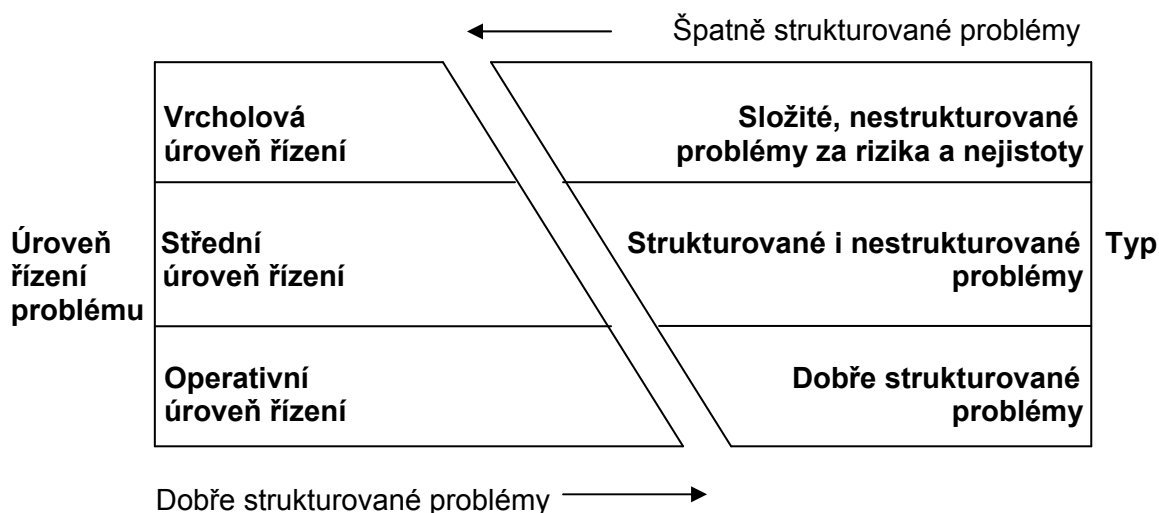 Špatně strukturované problémy
Vrcholová
úroveň řízení
Složité, nestrukturované
problémy za rizika a nejistoty
Úroveň
řízení
problému
Střední
úroveň řízení
Strukturované i nestrukturované
problémy
Typ
Operativní
úroveň řízení
Dobře strukturované
problémy
Dobře strukturované problémy